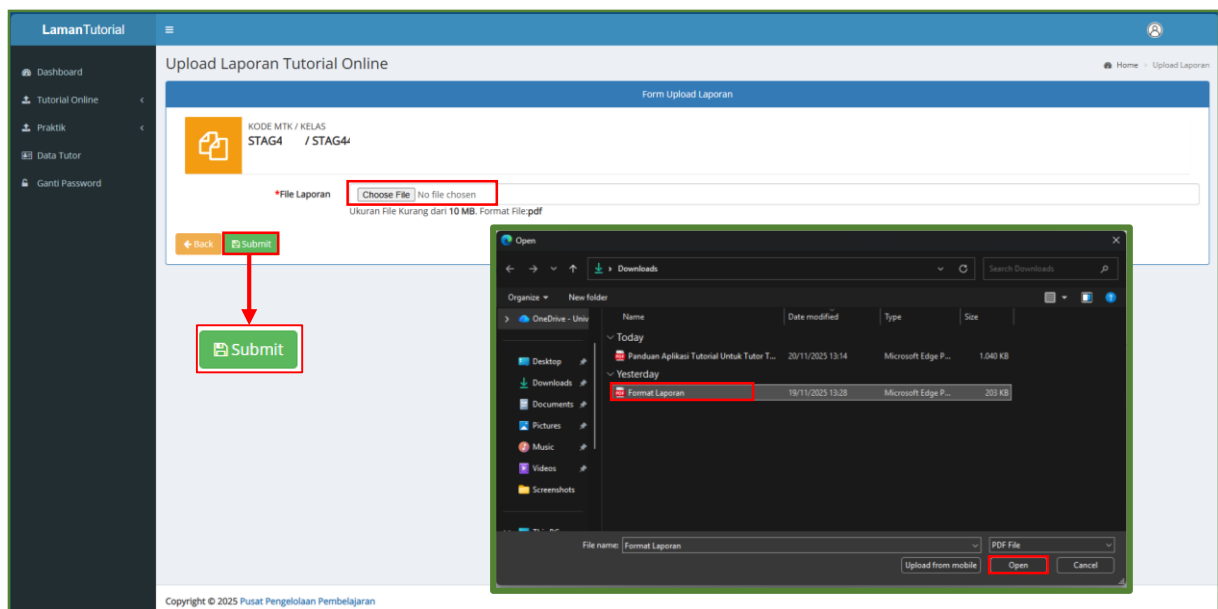 LamanTutorial
Dashboard
Tutorial Online
Praktik
Data Tutor
Ganti Password
Upload Laporan Tutorial Online
Home > Upload Laporan
Form Upload Laporan
KODE MTK / KELAS
STAG4 / STAG44
*File Laporan
Choose File No file chosen
Ukuran File Kurang dari 10 MB. Format File:pdf
Back Submit
Submit
Open
Downloads
Search Downloads
Organize New folder
OneDrive - Univ
Desktop
Downloads
Documents
Pictures
Music
Videos
Screenshots
Name Date modified Type Size
Today
Panduan Aplikasi Tutorial Untuk Tutor T... 20/11/2025 13:14 Microsoft Edge P... 1.040 KB
Yesterday
Format Laporan 19/11/2025 13:28 Microsoft Edge P... 203 KB
File name: Format Laporan PDF File
Upload from mobile Open Cancel
Copyright © 2025 Pusat Pengelolaan Pembelajaran